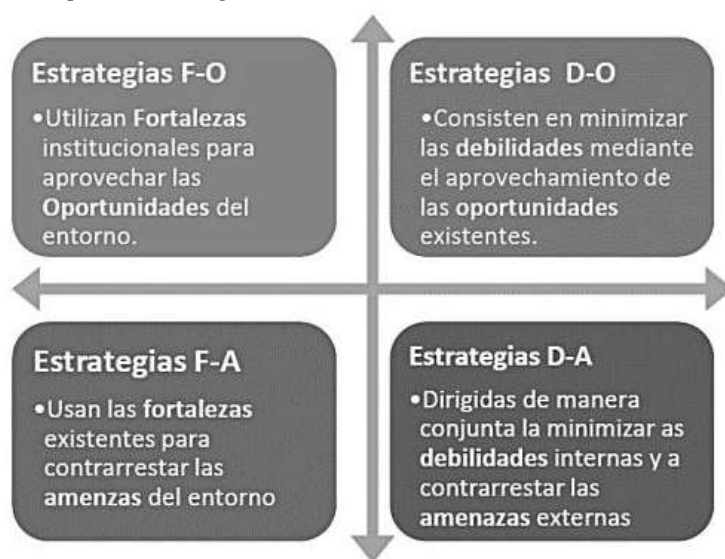 Estrategias F-O
•Utilizan Fortalezas
institucionales para
aprovechar las
Oportunidades del
entorno.
Estrategias D-O
•Consisten en minimizar
las debilidades mediante
el aprovechamiento de
las oportunidades
existentes.
Estrategias F-A
•Usan las fortalezas
existentes para
contrarrestar las
amenzas del entorno
Estrategias D-A
•Dirigidas de manera
conjunta la minimizar as
debilidades internas y a
contrarrestar las
amenazas externas